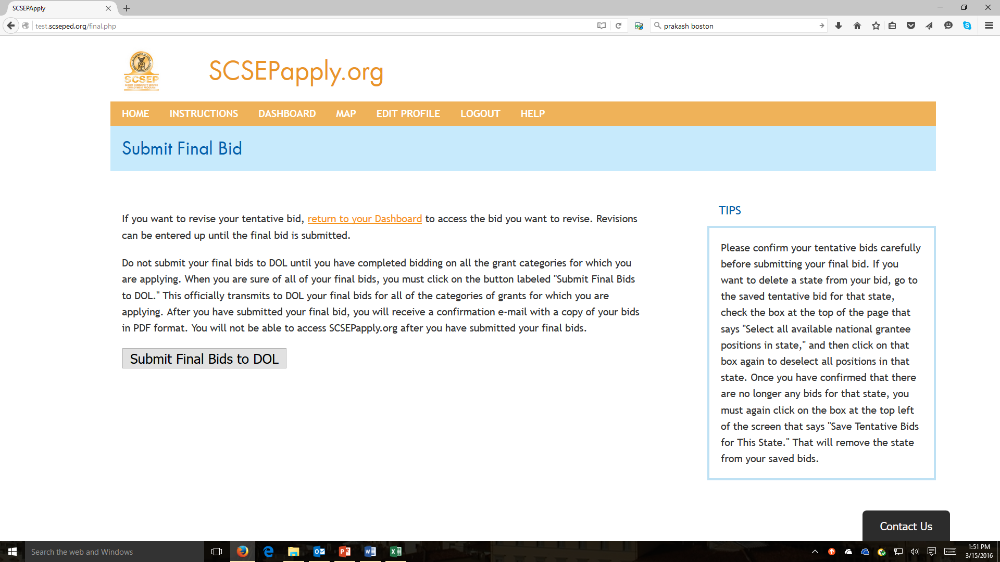 SCSEPApply
test.scseped.org/final.php
prakash boston
SCSEP
SCSEPapply.org
HOME INSTRUCTIONS DASHBOARD MAP EDIT PROFILE LOGOUT HELP
Submit Final Bid
If you want to revise your tentative bid, return to your Dashboard to access the bid you want to revise. Revisions
can be entered up until the final bid is submitted.
Do not submit your final bids to DOL until you have completed bidding on all the grant categories for which you
are applying. When you are sure of all of your final bids, you must click on the button labeled "Submit Final Bids
to DOL." This officially transmits to DOL your final bids for all of the categories of grants for which you are
applying. After you have submitted your final bid, you will receive a confirmation e-mail with a copy of your bids
in PDF format. You will not be able to access SCSEPapply.org after you have submitted your final bids.
Submit Final Bids to DOL
TIPS
Please confirm your tentative bids carefully
before submitting your final bid. If you
want to delete a state from your bid, go to
the saved tentative bid for that state,
check the box at the top of the page that
says "Select all available national grantee
positions in state," and then click on that
box again to deselect all positions in that
state. Once you have confirmed that there
are no longer any bids for that state, you
must again click on the box at the top left
of the screen that says "Save Tentative Bids
for This State." That will remove the state
from your saved bids.
Contact Us
Search the web and Windows
1:51 PM
3/15/2016